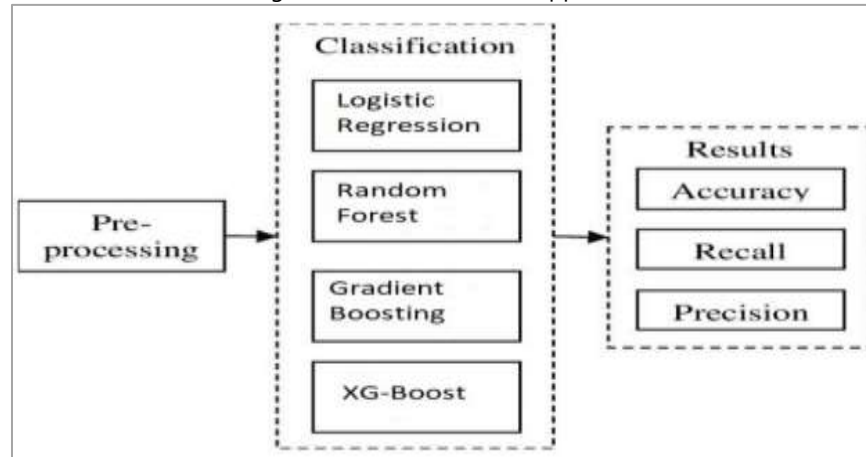 Classification
Logistic
Regression
Random
Forest
Gradient
Boosting
XG-Boost
Pre-
processing
Results
Accuracy
Recall
Precision